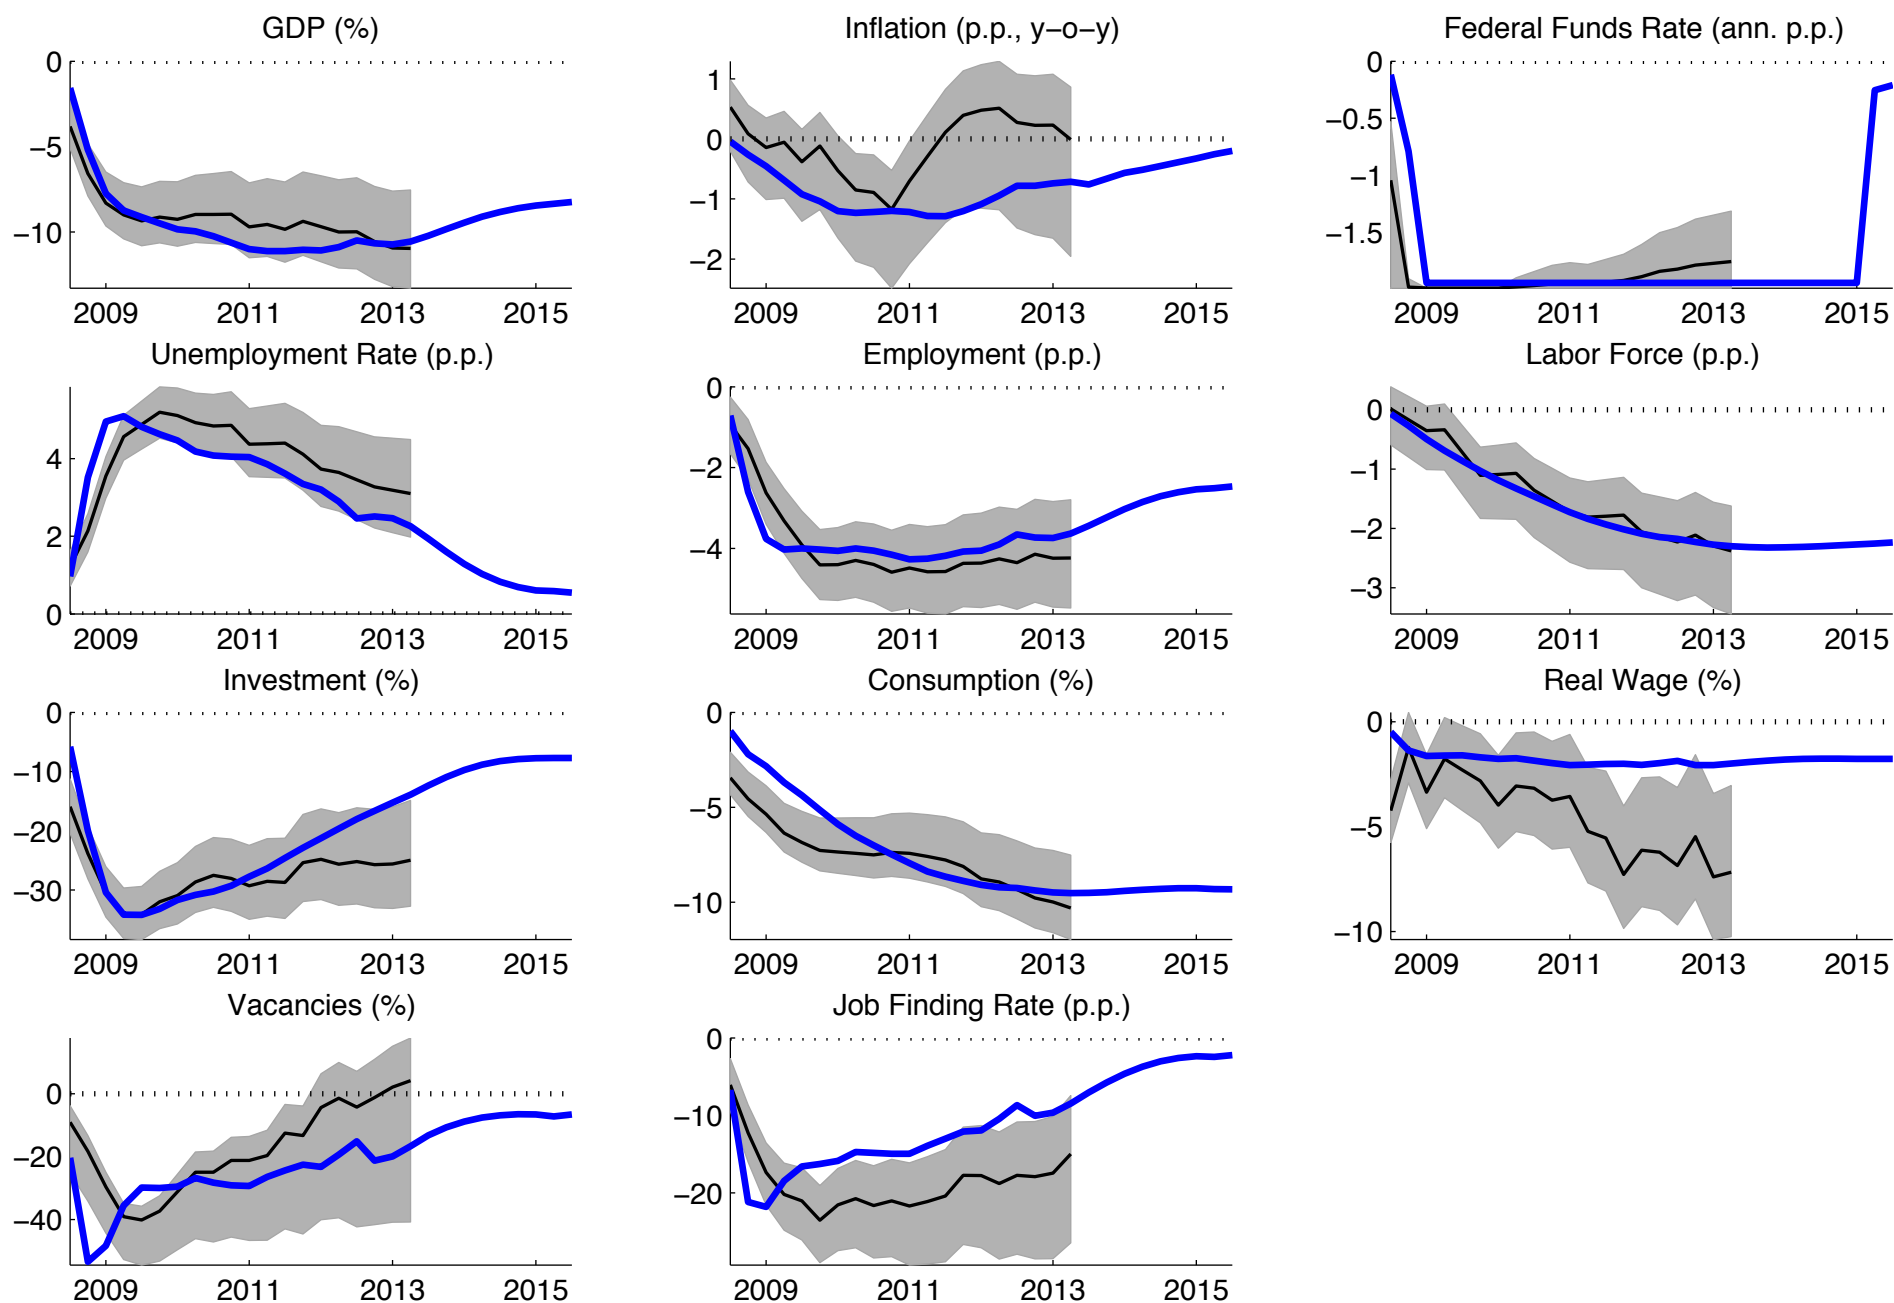 GDP (%)
0
−5
−10
2009 2011 2013 2015
Inflation (p.p., y−o−y)
1
0
−1
−2
2009 2011 2013 2015
Federal Funds Rate (ann. p.p.)
0
−0.5
−1
−1.5
2009 2011 2013 2015
Unemployment Rate (p.p.)
4
2
0
2009 2011 2013 2015
Employment (p.p.)
0
−2
−4
2009 2011 2013 2015
Labor Force (p.p.)
0
−1
−2
−3
2009 2011 2013 2015
Investment (%)
0
−10
−20
−30
2009 2011 2013 2015
Consumption (%)
0
−5
−10
2009 2011 2013 2015
Real Wage (%)
0
−5
−10
2009 2011 2013 2015
Vacancies (%)
0
−20
−40
2009 2011 2013 2015
Job Finding Rate (p.p.)
0
−10
−20
2009 2011 2013 2015